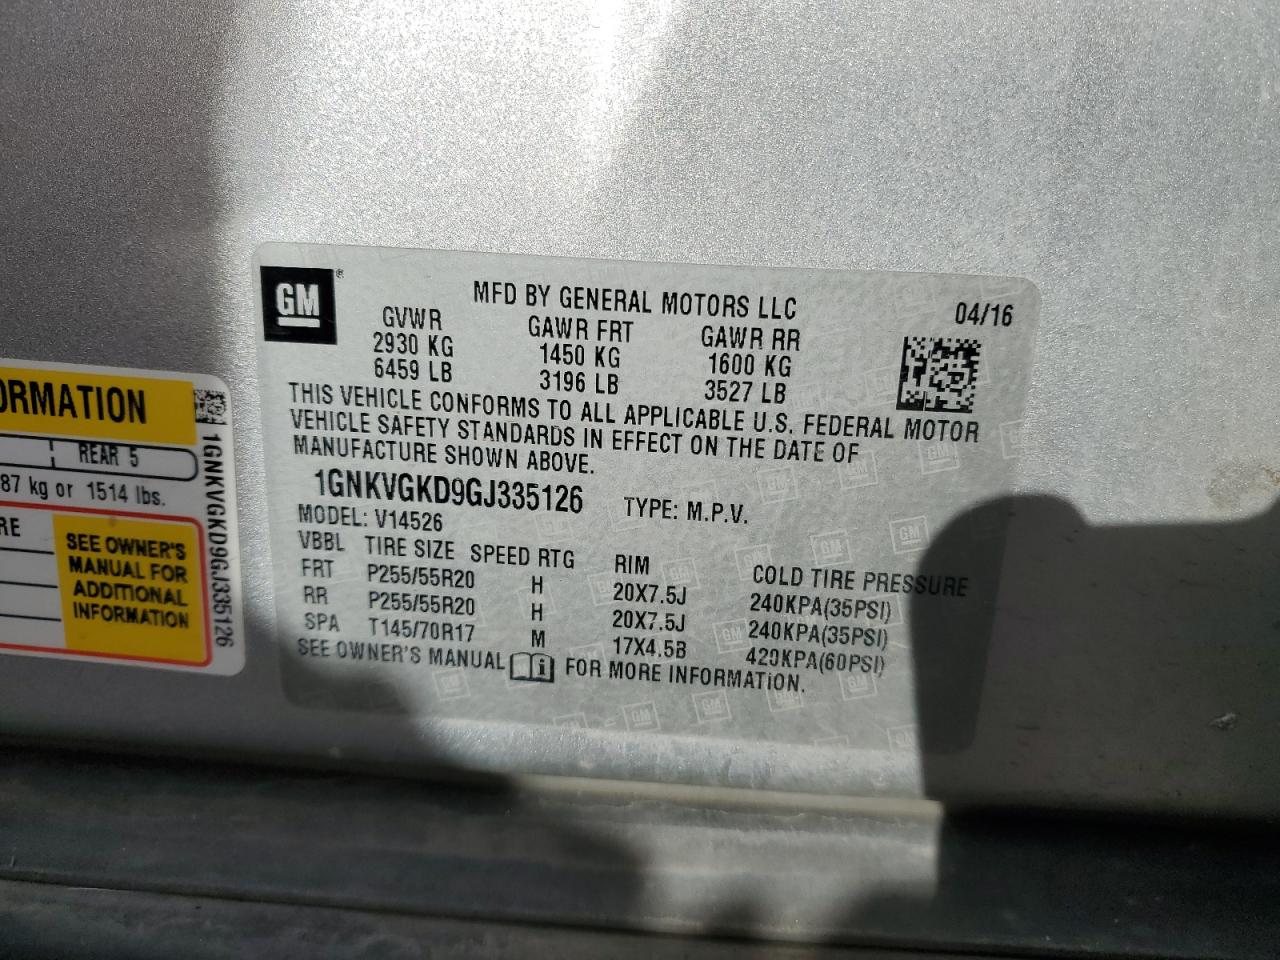 GM ®
MFD BY GENERAL MOTORS LLC
04/16
GVWR GAWR FRT GAWR RR
2930 KG 1450 KG 1600 KG
6459 LB 3196 LB 3527 LB
THIS VEHICLE CONFORMS TO ALL APPLICABLE U.S. FEDERAL MOTOR
VEHICLE SAFETY STANDARDS IN EFFECT ON THE DATE OF
MANUFACTURE SHOWN ABOVE.
1GNKVGKD9GJ335126 TYPE: M.P.V.
MODEL: V14526
VBBL TIRE SIZE SPEED RTG RIM COLD TIRE PRESSURE
FRT P255/55R20 H 20X7.5J 240KPA(35PSI)
RR P255/55R20 H 20X7.5J 240KPA(35PSI)
SPA T145/70R17 M 17X4.5B 420KPA(60PSI)
SEE OWNER'S MANUAL i FOR MORE INFORMATION.
ORMATION
REAR 5
87 kg or 1514 lbs.
RE
SEE OWNER'S
MANUAL FOR
ADDITIONAL
INFORMATION
1GNKVGKD9GJ335126